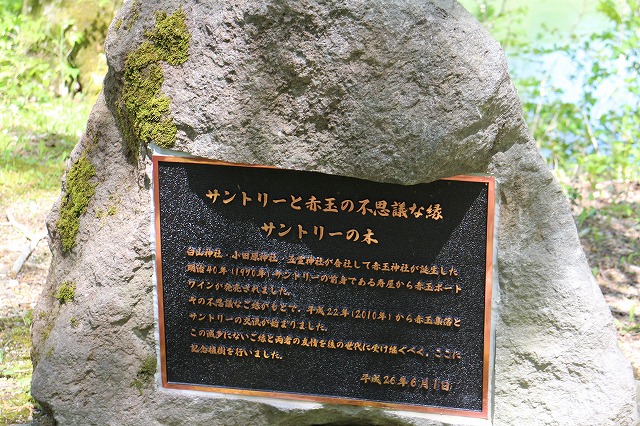 サントリーと赤玉の不思議な縁
サントリーの木
白山神社、小田原神社、玉霊神社が合社して赤玉神社が誕生した
明治40年(1970年)サントリーの前身である寿屋から赤玉ポート
ワインが発売されました。
その不思議なご縁がもとで、平成22年(2010年)から赤玉集落と
サントリーの交流が始まりました。
この滅多にないご縁と両者の友情を後の世代に受け継ぐべく、ここに
記念植樹を行いました。
平成26年6月1日